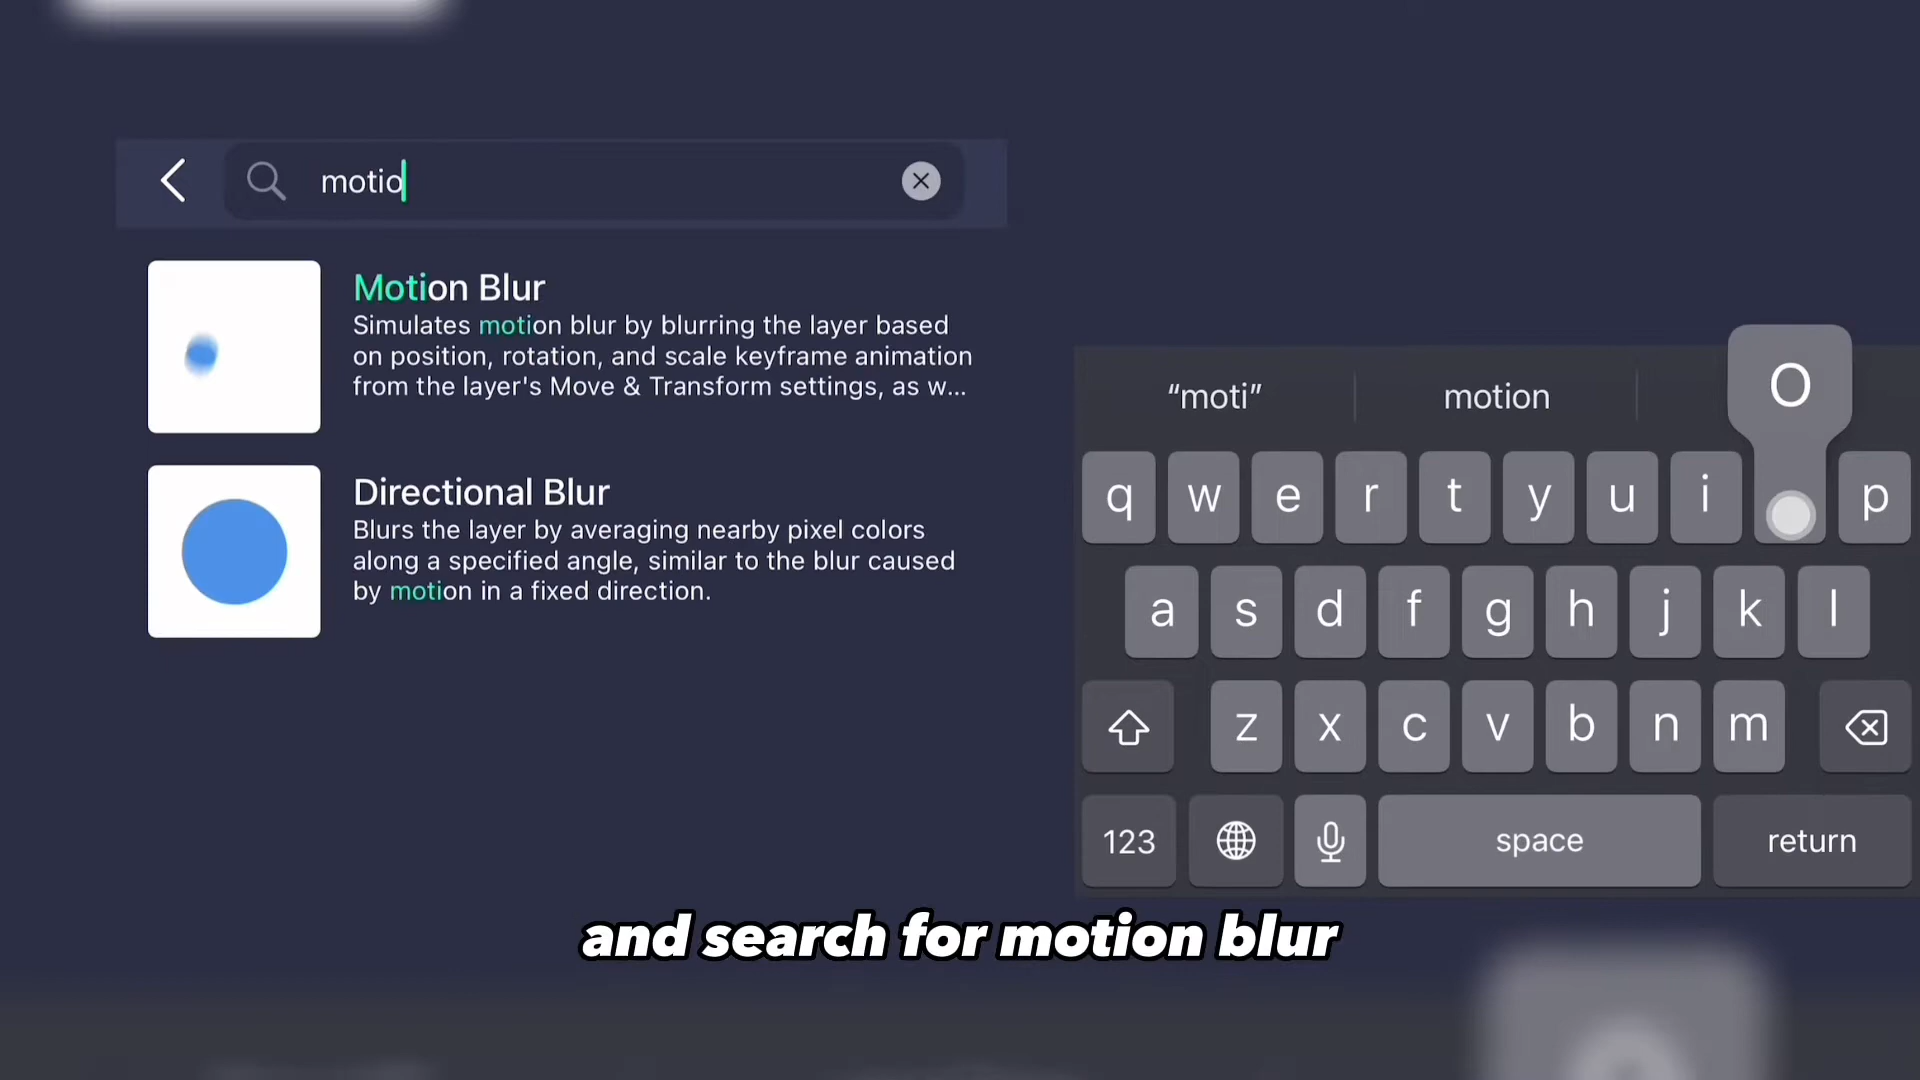 motio
Motion Blur
Simulates motion blur by blurring the layer based
on position, rotation, and scale keyframe animation
from the layer's Move & Transform settings, as w...
Directional Blur
Blurs the layer by averaging nearby pixel colors
along a specified angle, similar to the blur caused
by motion in a fixed direction.
“moti” motion
O
q w e r t y u i p
a s d f g h j k l
z x c v b n m
123 space return
and search for motion blur